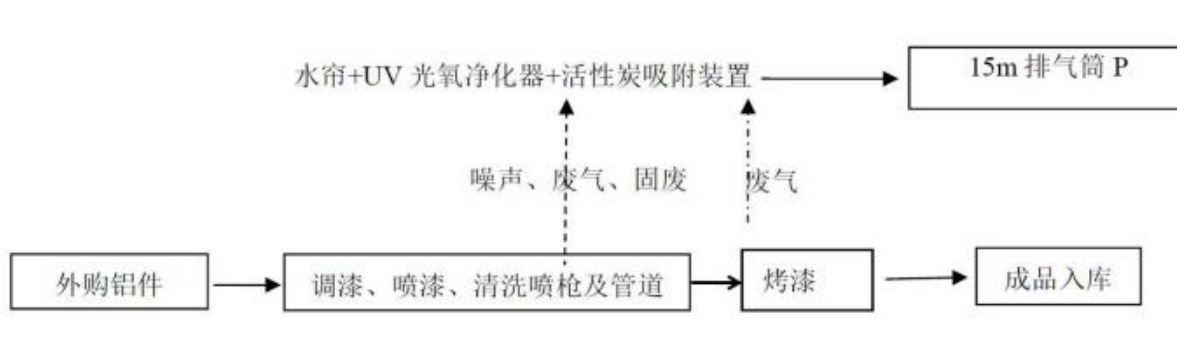 水帘+UV 光氧净化器+活性炭吸附装置
15m 排气筒 P
噪声、废气、固废
废气
外购铝件
调漆、喷漆、清洗喷枪及管道
烤漆
成品入库